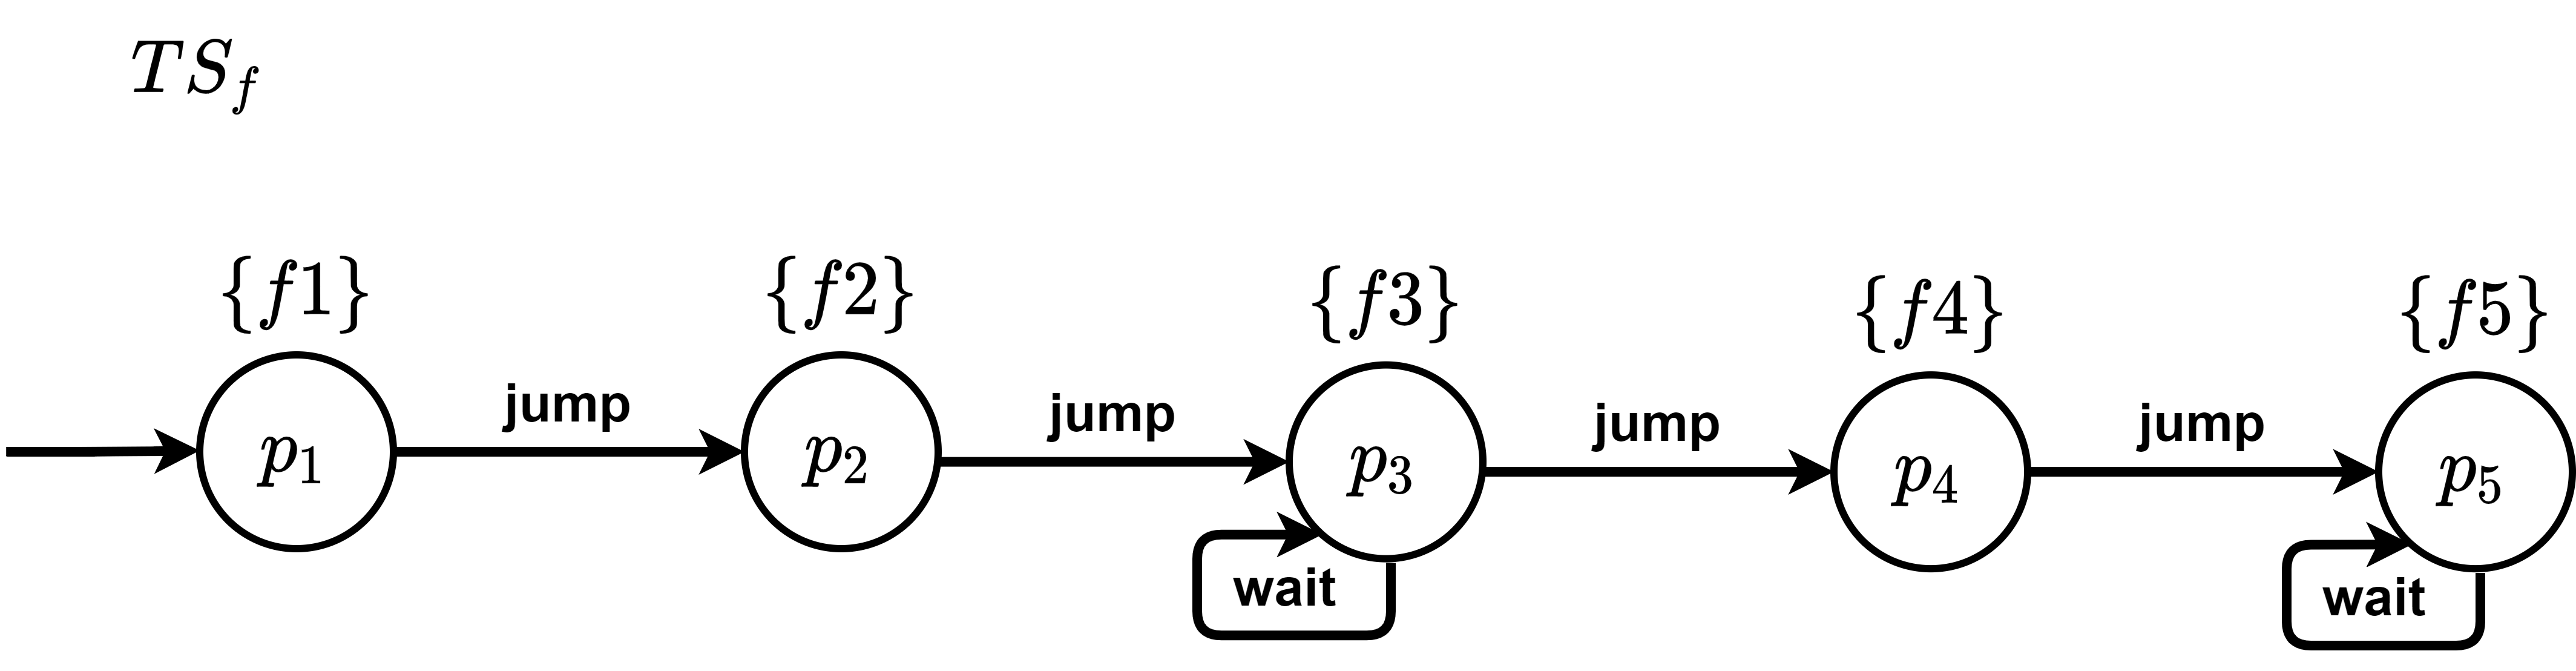 TS_f
{f1} {f2} {f3} {f4} {f5}
jump jump jump jump
p_1 p_2 p_3 p_4 p_5
wait wait